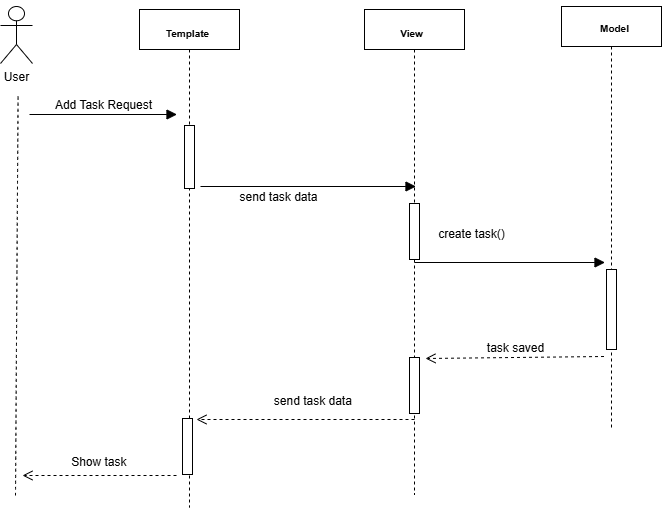 Template
View
Model
User
Add Task Request
send task data
create task()
task saved
send task data
Show task